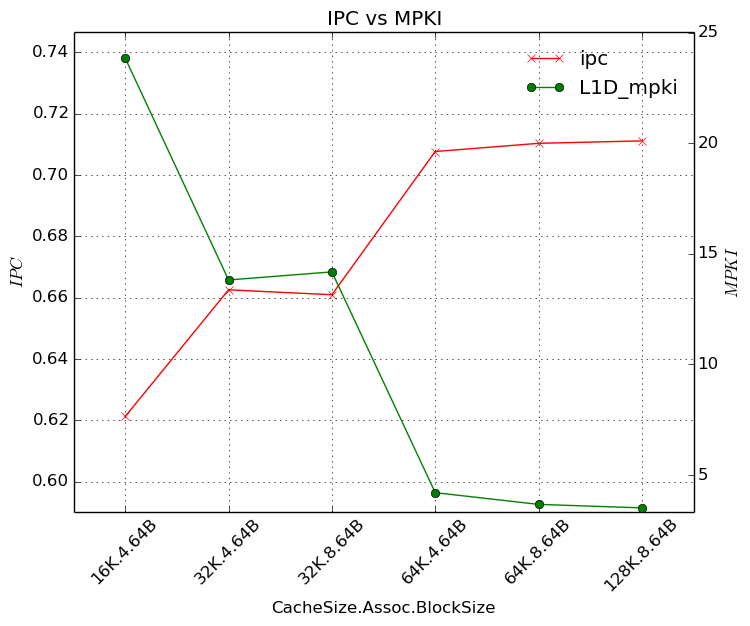 IPC vs MPKI
ipc
L1D_mpki
0.74
0.72
0.70
0.68
0.66
0.64
0.62
0.60
IPC
25
20
15
10
5
MPKI
16K.4.64B
32K.4.64B
32K.8.64B
64K.4.64B
64K.8.64B
128K.8.64B
CacheSize.Assoc.BlockSize